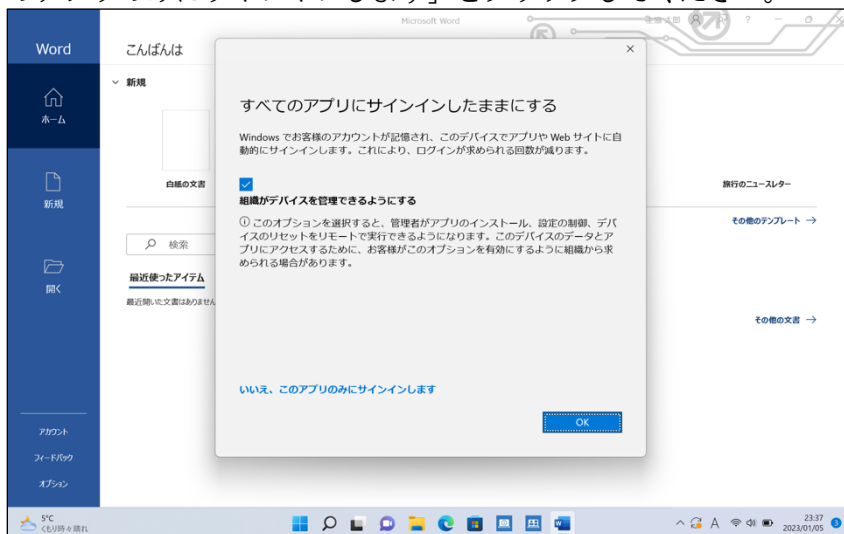 Microsoft Word
Word
こんばんは
すべてのアプリにサインインしたままにする
Windows でお客様のアカウントが記憶され、このデバイスでアプリや Web サイトに自
動的にサインインします。これにより、ログインが求められる回数が減ります。
組織がデバイスを管理できるようにする
このオプションを選択すると、管理者がアプリのインストール、設定の制御、デバ
イスのリセットをリモートで実行できるようになります。このデバイスのデータとア
プリにアクセスするために、お客様がこのオプションを有効にするように組織から求
められる場合があります。
いいえ、このアプリのみにサインインします
OK
ホーム
新規
開く
アカウント
フィードバック
オプション
新規
白紙の文書
旅行のニュースレター
その他のテンプレート →
検索
最近使ったアイテム
最近開いた文書はありません
その他の文書 →
5°C
くもり時々晴れ
A
23:37
2023/01/05